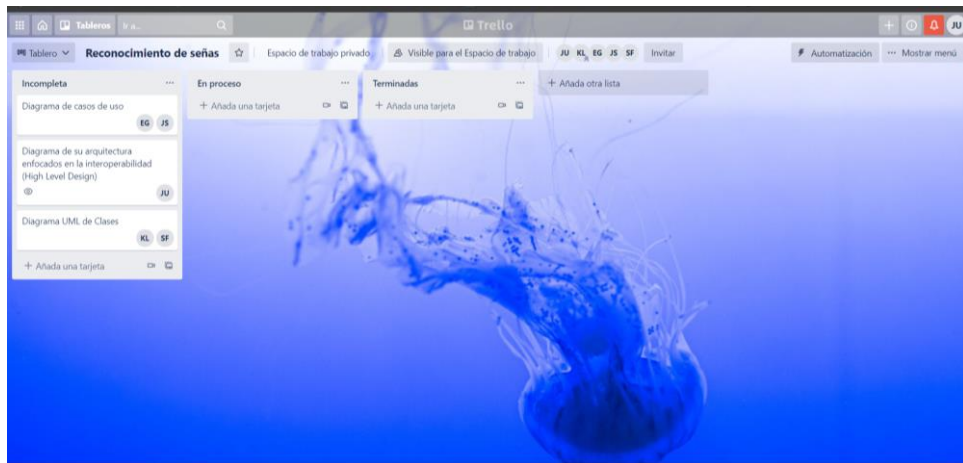 Tableros Ir a... Trello JU
Tablero Reconocimiento de señas Espacio de trabajo privado Visible para el Espacio de trabajo JU KL EG JS SF Invitar Automatización ... Mostrar menú
Incompleta ...
Diagrama de casos de uso
EG JS
Diagrama de su arquitectura
enfocados en la interoperabilidad
(High Level Design)
JU
Diagrama UML de Clases
KL SF
+ Añada una tarjeta
En proceso ...
+ Añada una tarjeta
Terminadas ...
+ Añada una tarjeta
+ Añada otra lista